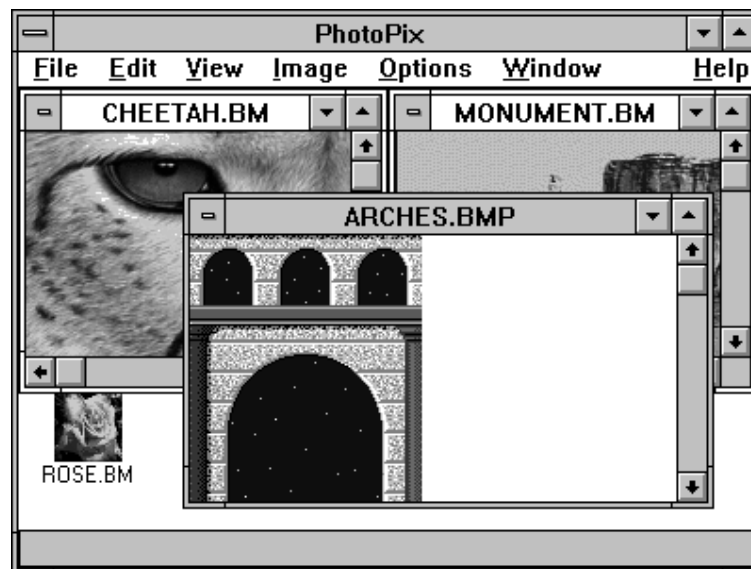 PhotoPix
File Edit View Image Options Window Help
CHEETAH.BM MONUMENT.BM
ARCHES.BMP
ROSE.BM